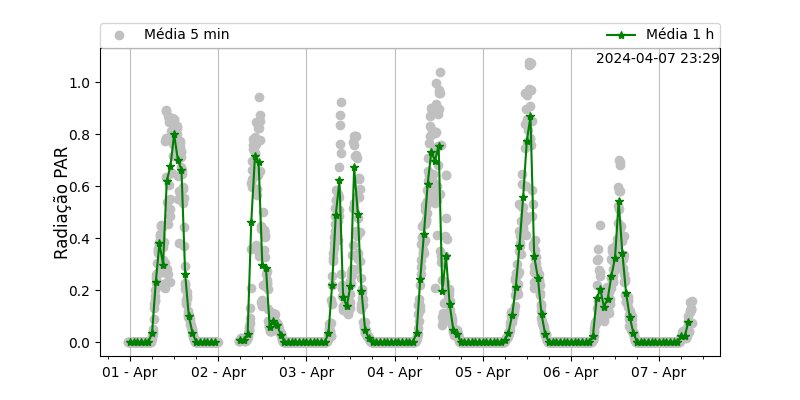 Média 5 min
Média 1 h
2024-04-07 23:29
Radiação PAR
1.0
0.8
0.6
0.4
0.2
0.0
01 - Apr
02 - Apr
03 - Apr
04 - Apr
05 - Apr
06 - Apr
07 - Apr